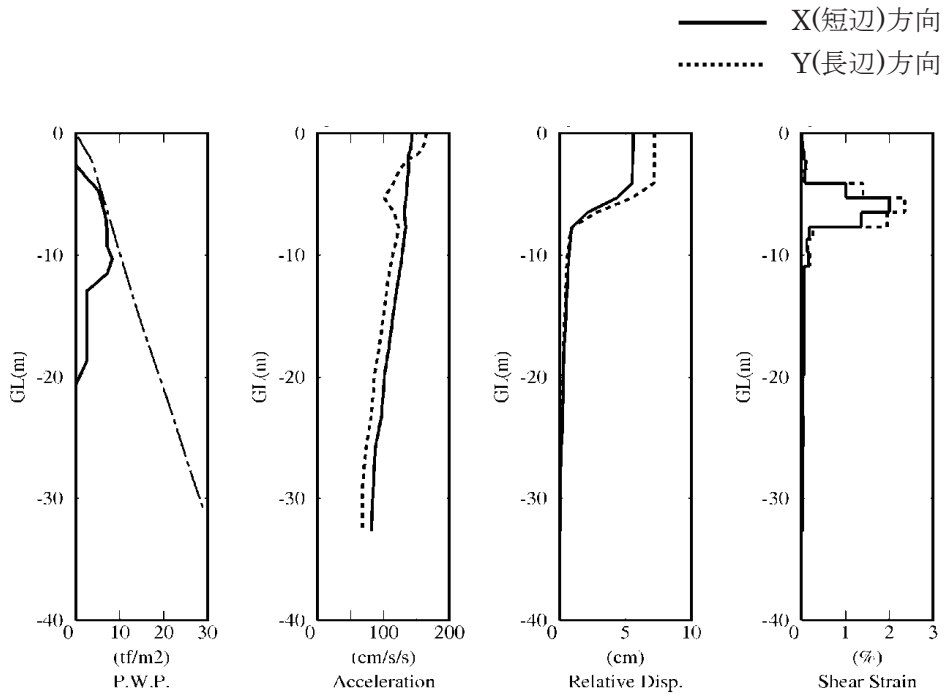 X(短辺)方向
Y(長辺)方向
0
-10
-20
-30
-40
GL(m)
0 10 20 30
(tf/m2)
P.W.P.
0
-10
-20
-30
-40
GL(m)
0 100 200
(cm/s/s)
Acceleration
0
-10
-20
-30
-40
GL(m)
0 5 10
(cm)
Relative Disp.
0
-10
-20
-30
-40
GL(m)
0 1 2 3
(%)
Shear Strain